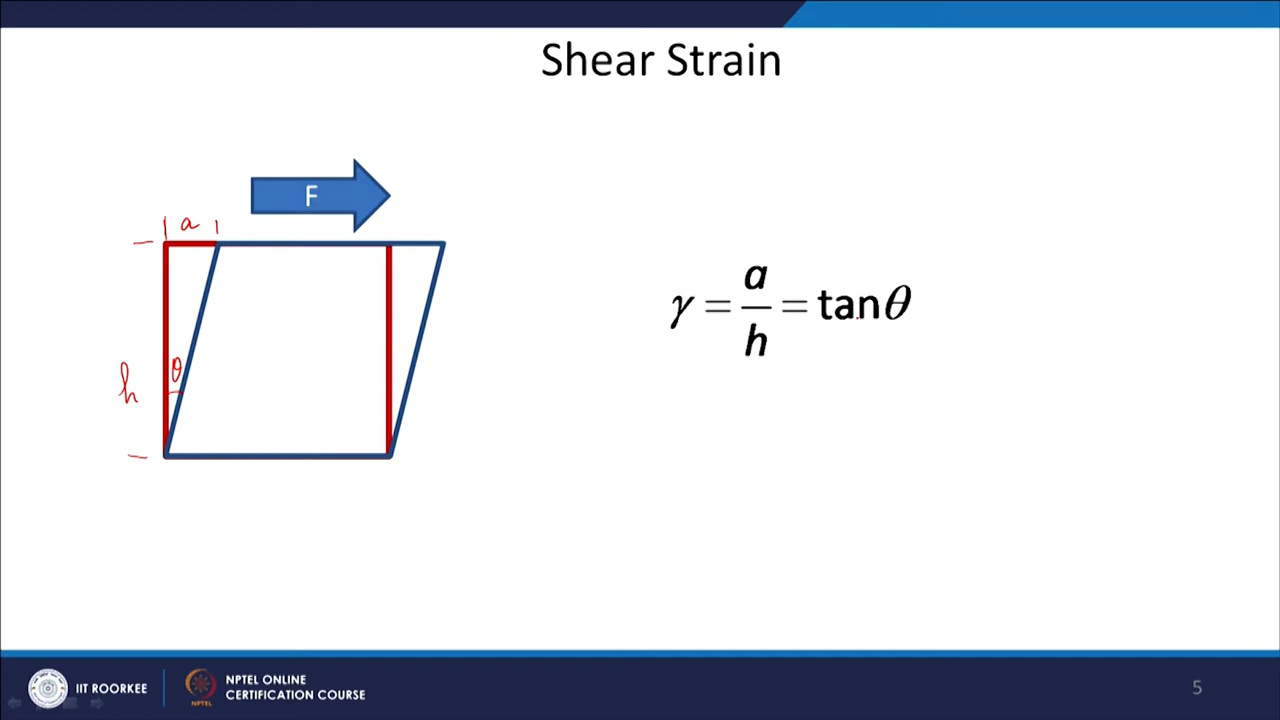 Shear Strain
F
a
h
θ
γ = a/h = tanθ
IIT ROORKEE
NPTEL ONLINE
CERTIFICATION COURSE
5